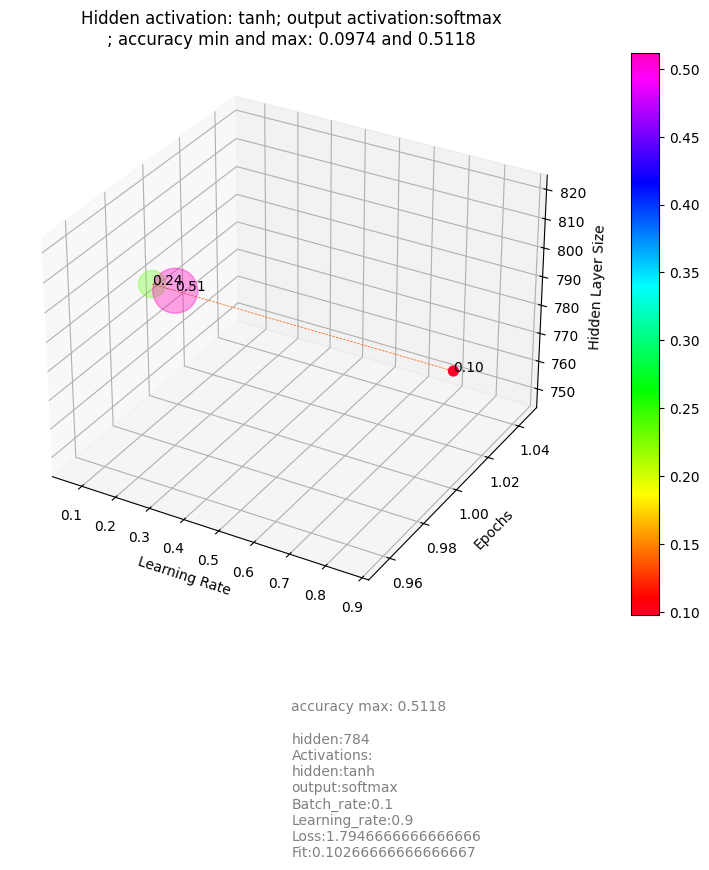 Hidden activation: tanh; output activation:softmax
; accuracy min and max: 0.0974 and 0.5118
0.50
0.45
0.40
0.35
0.30
0.25
0.20
0.15
0.10
820
810
800
790
780
770
760
750
Hidden Layer Size
0.24
0.51
0.10
1.04
1.02
1.00
0.98
0.96
Epochs
0.1
0.2
0.3
0.4
0.5
0.6
0.7
0.8
0.9
Learning Rate
accuracy max: 0.5118
hidden:784
Activations:
hidden:tanh
output:softmax
Batch_rate:0.1
Learning_rate:0.9
Loss:1.7946666666666666
Fit:0.10266666666666667